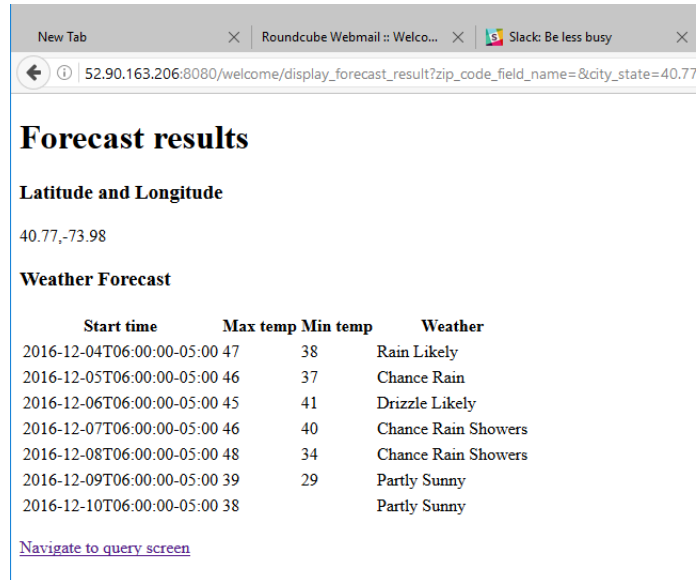 New Tab Roundcube Webmail :: Welco... Slack: Be less busy
52.90.163.206:8080/welcome/display_forecast_result?zip_code_field_name=&city_state=40.77
Forecast results
Latitude and Longitude
40.77,-73.98
Weather Forecast
Start time Max temp Min temp Weather
2016-12-04T06:00:00-05:00 47 38 Rain Likely
2016-12-05T06:00:00-05:00 46 37 Chance Rain
2016-12-06T06:00:00-05:00 45 41 Drizzle Likely
2016-12-07T06:00:00-05:00 46 40 Chance Rain Showers
2016-12-08T06:00:00-05:00 48 34 Chance Rain Showers
2016-12-09T06:00:00-05:00 39 29 Partly Sunny
2016-12-10T06:00:00-05:00 38 Partly Sunny
Navigate to query screen